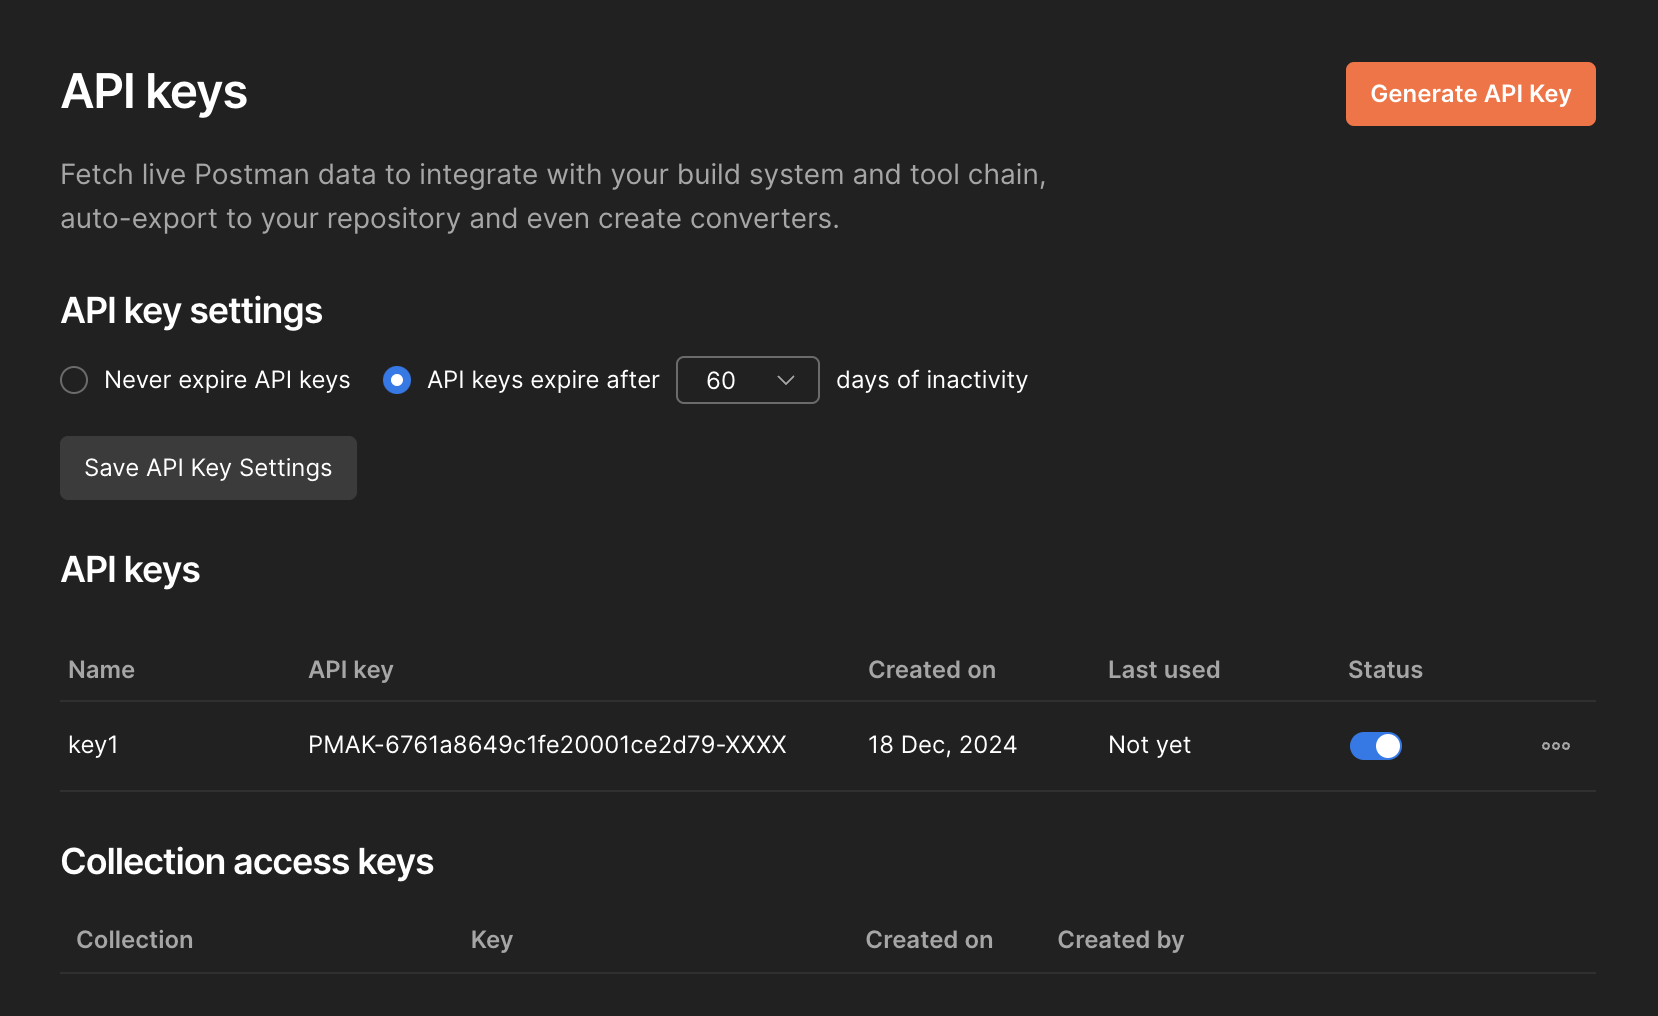 API keys
Generate API Key
Fetch live Postman data to integrate with your build system and tool chain,
auto-export to your repository and even create converters.
API key settings
Never expire API keys API keys expire after 60 days of inactivity
Save API Key Settings
API keys
Name API key Created on Last used Status
key1 PMAK-6761a8649c1fe20001ce2d79-XXXX 18 Dec, 2024 Not yet
Collection access keys
Collection Key Created on Created by